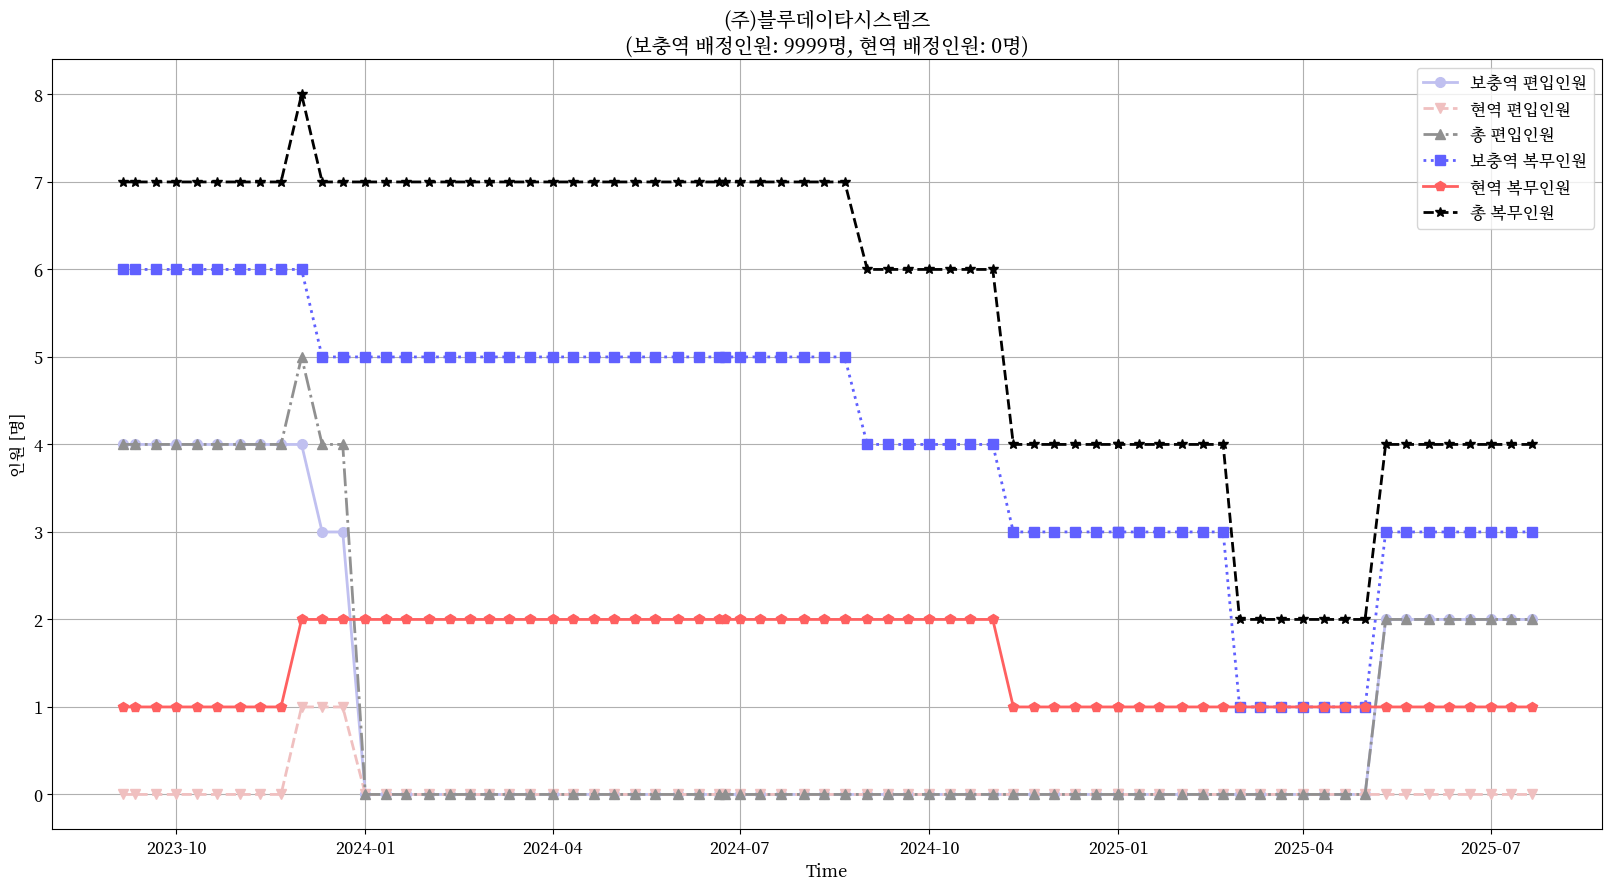 (주)블루데이타시스템즈
(보충역 배정인원: 9999명, 현역 배정인원: 0명)
보충역 편입인원
현역 편입인원
총 편입인원
보충역 복무인원
현역 복무인원
총 복무인원
인원 [명]
8
7
6
5
4
3
2
1
0
2023-10
2024-01
2024-04
2024-07
2024-10
2025-01
2025-04
2025-07
Time